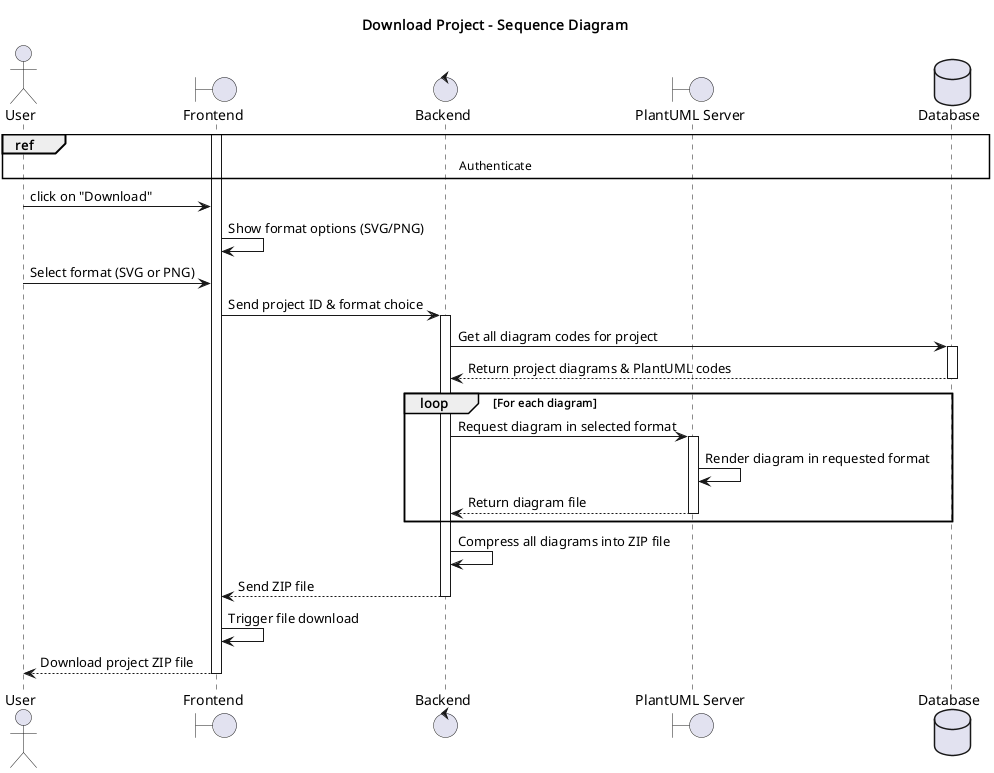 Download Project - Sequence Diagram
User Frontend Backend PlantUML Server Database
ref
Authenticate
click on "Download"
Show format options (SVG/PNG)
Select format (SVG or PNG)
Send project ID & format choice
Get all diagram codes for project
Return project diagrams & PlantUML codes
loop [For each diagram]
Request diagram in selected format
Render diagram in requested format
Return diagram file
Compress all diagrams into ZIP file
Send ZIP file
Trigger file download
Download project ZIP file
User Frontend Backend PlantUML Server Database